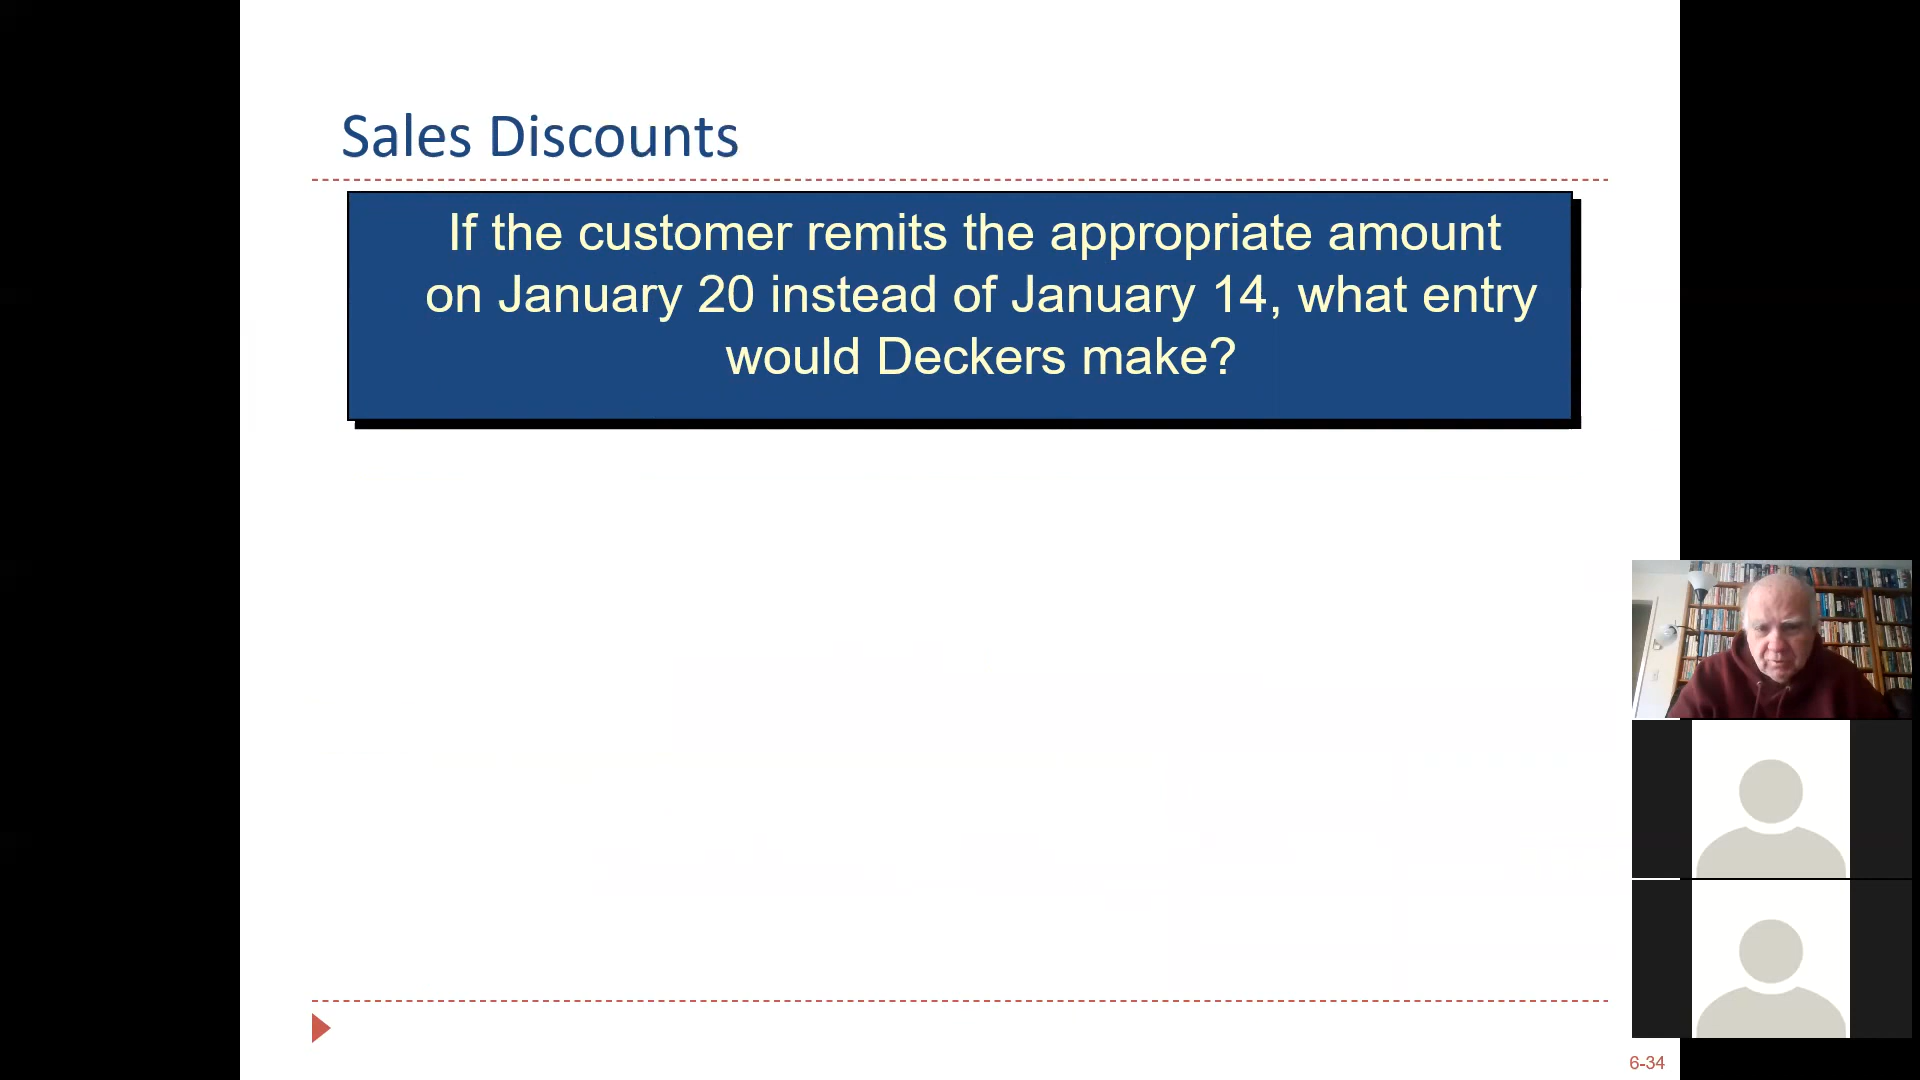 Sales Discounts
If the customer remits the appropriate amount
on January 20 instead of January 14, what entry
would Deckers make?
6-34